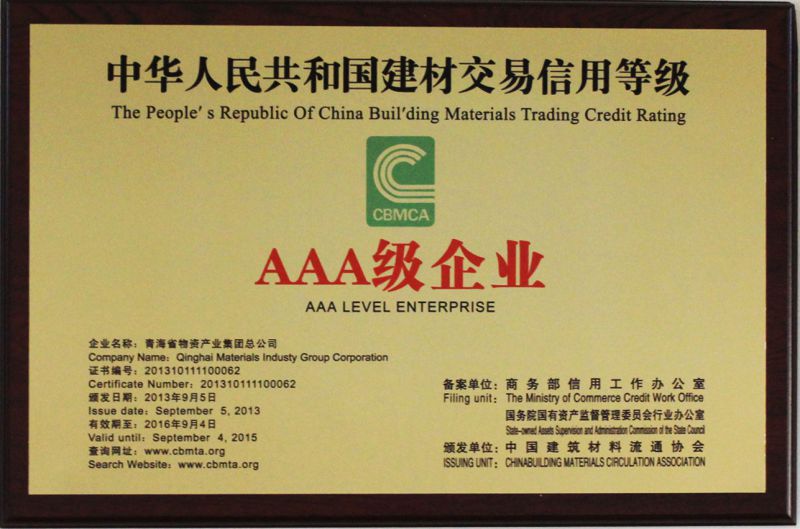 中华人民共和国建材交易信用等级
The People' s Republic Of China Buil'ding Materials Trading Credit Rating
CBMCA
AAA级企业
AAA LEVEL ENTERPRISE
企业名称：青海省物资产业集团总公司
Company Name：Qinghai Materials Industy Group Corporation
证书编号：201310111100062
Certificate Number：201310111100062
颁发日期：2013年9月5日
Issue date：September 5, 2013
有效期至：2016年9月4日
Valid until：September 4, 2015
查询网址：www.cbmta.org
Search Website：www.cbmta.org
备案单位：商务部信用工作办公室
Filing unit：The Ministry of Commerce Credit Work Office
国务院国有资产监督管理委员会行业办公室
State-owned Assets Supervision and Administration Commission of the State Council
颁发单位：中国建筑材料流通协会
ISSUING UNIT：CHINABUILDING MATERIALS CIRCULATION ASSOCIATION